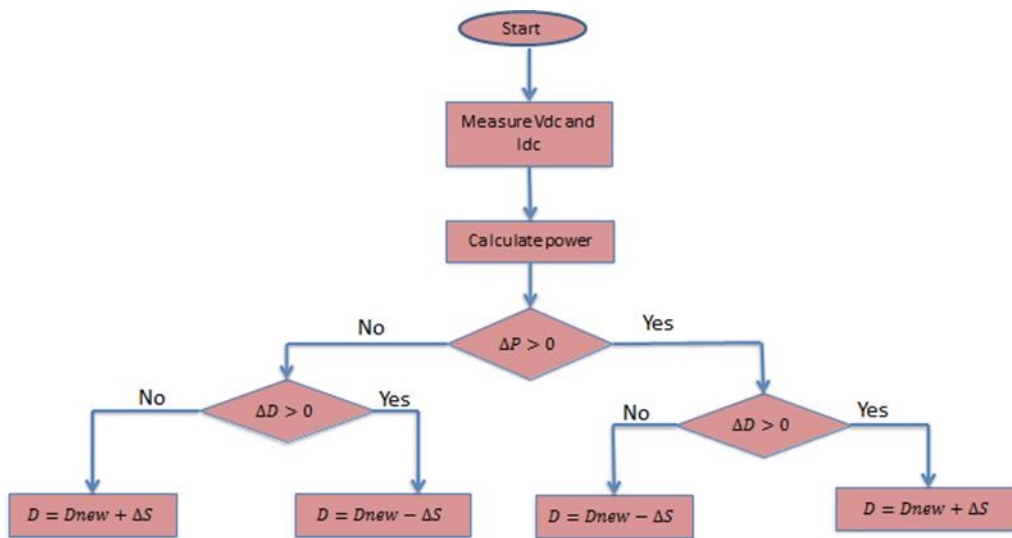 Start
Measure Vdc and
Idc
Calculate power
No
Yes
ΔP > 0
No
ΔD > 0
Yes
No
ΔD > 0
Yes
D = Dnew + ΔS
D = Dnew − ΔS
D = Dnew − ΔS
D = Dnew + ΔS